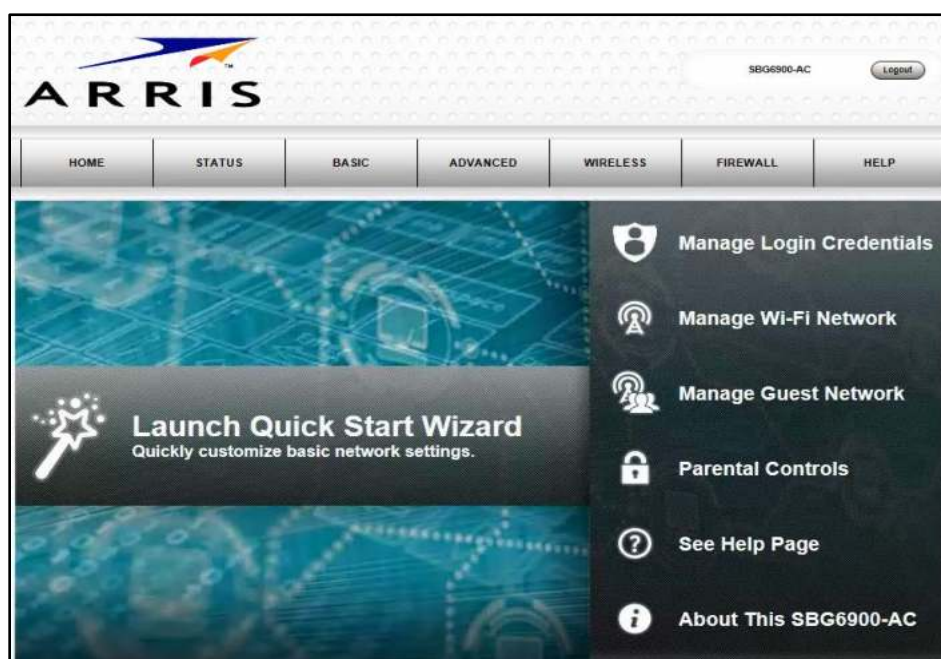 ARRIS
TM
SBG6900-AC
Logout
HOME
STATUS
BASIC
ADVANCED
WIRELESS
FIREWALL
HELP
Launch Quick Start Wizard
Quickly customize basic network settings.
Manage Login Credentials
Manage Wi-Fi Network
Manage Guest Network
Parental Controls
See Help Page
About This SBG6900-AC